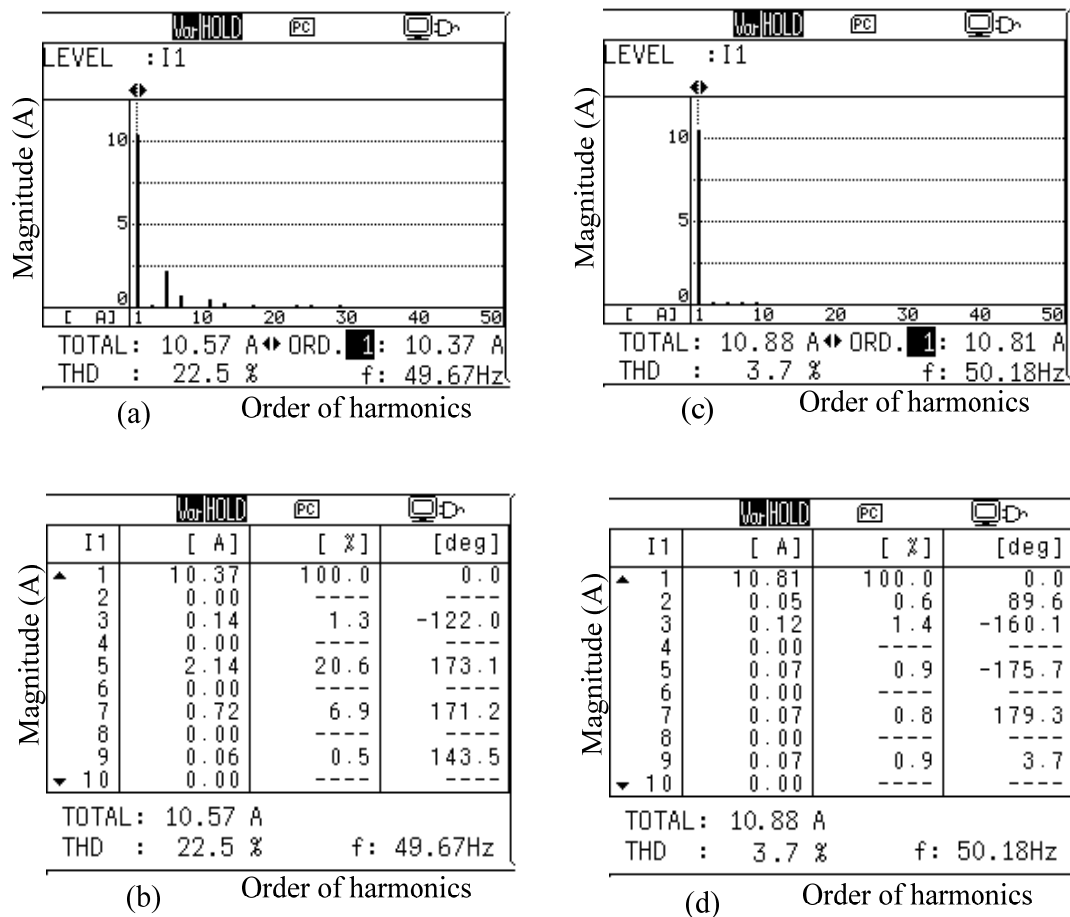 Var HOLD PC
LEVEL :I1
Magnitude (A)
10
5
0
[ A] 1 10 20 30 40 50
TOTAL: 10.57 A ORD. 1: 10.37 A
THD : 22.5 % f: 49.67Hz
(a) Order of harmonics
Var HOLD PC
LEVEL :I1
Magnitude (A)
10
5
0
[ A] 1 10 20 30 40 50
TOTAL: 10.88 A ORD. 1: 10.81 A
THD : 3.7 % f: 50.18Hz
(c) Order of harmonics
Var HOLD PC
Magnitude (A)
I1 [ A] [ %] [deg]
1 10.37 100.0 0.0
2 0.00 ----  ----
3 0.14 1.3 -122.0
4 0.00 ---- ----
5 2.14 20.6 173.1
6 0.00 ---- ----
7 0.72 6.9 171.2
8 0.00 ---- ----
9 0.06 0.5 143.5
10 0.00 ---- ----
TOTAL: 10.57 A
THD : 22.5 % f: 49.67Hz
(b) Order of harmonics
Var HOLD PC
Magnitude (A)
I1 [ A] [ %] [deg]
1 10.81 100.0 0.0
2 0.05 0.6 89.6
3 0.12 1.4 -160.1
4 0.00 ---- ----
5 0.07 0.9 -175.7
6 0.00 ---- ----
7 0.07 0.8 179.3
8 0.00 ---- ----
9 0.07 0.9 3.7
10 0.00 ---- ----
TOTAL: 10.88 A
THD : 3.7 % f: 50.18Hz
(d) Order of harmonics